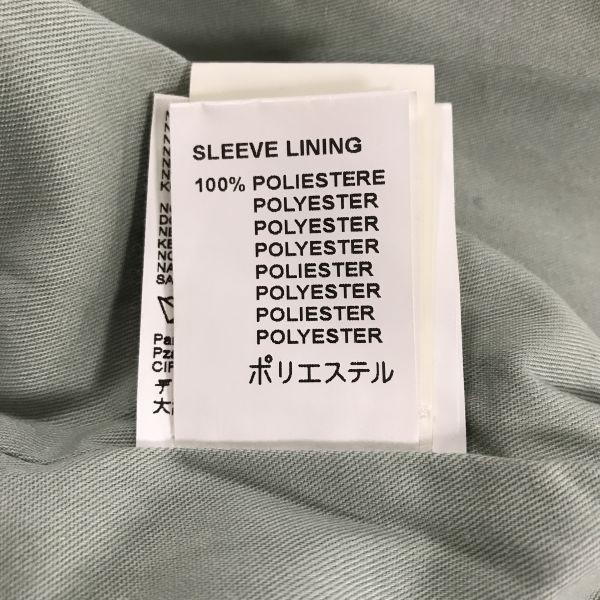 SLEEVE LINING
100% POLIESTERE
POLYESTER
POLYESTER
POLYESTER
POLIESTER
POLYESTER
POLIESTER
POLYESTER
ポリエステル